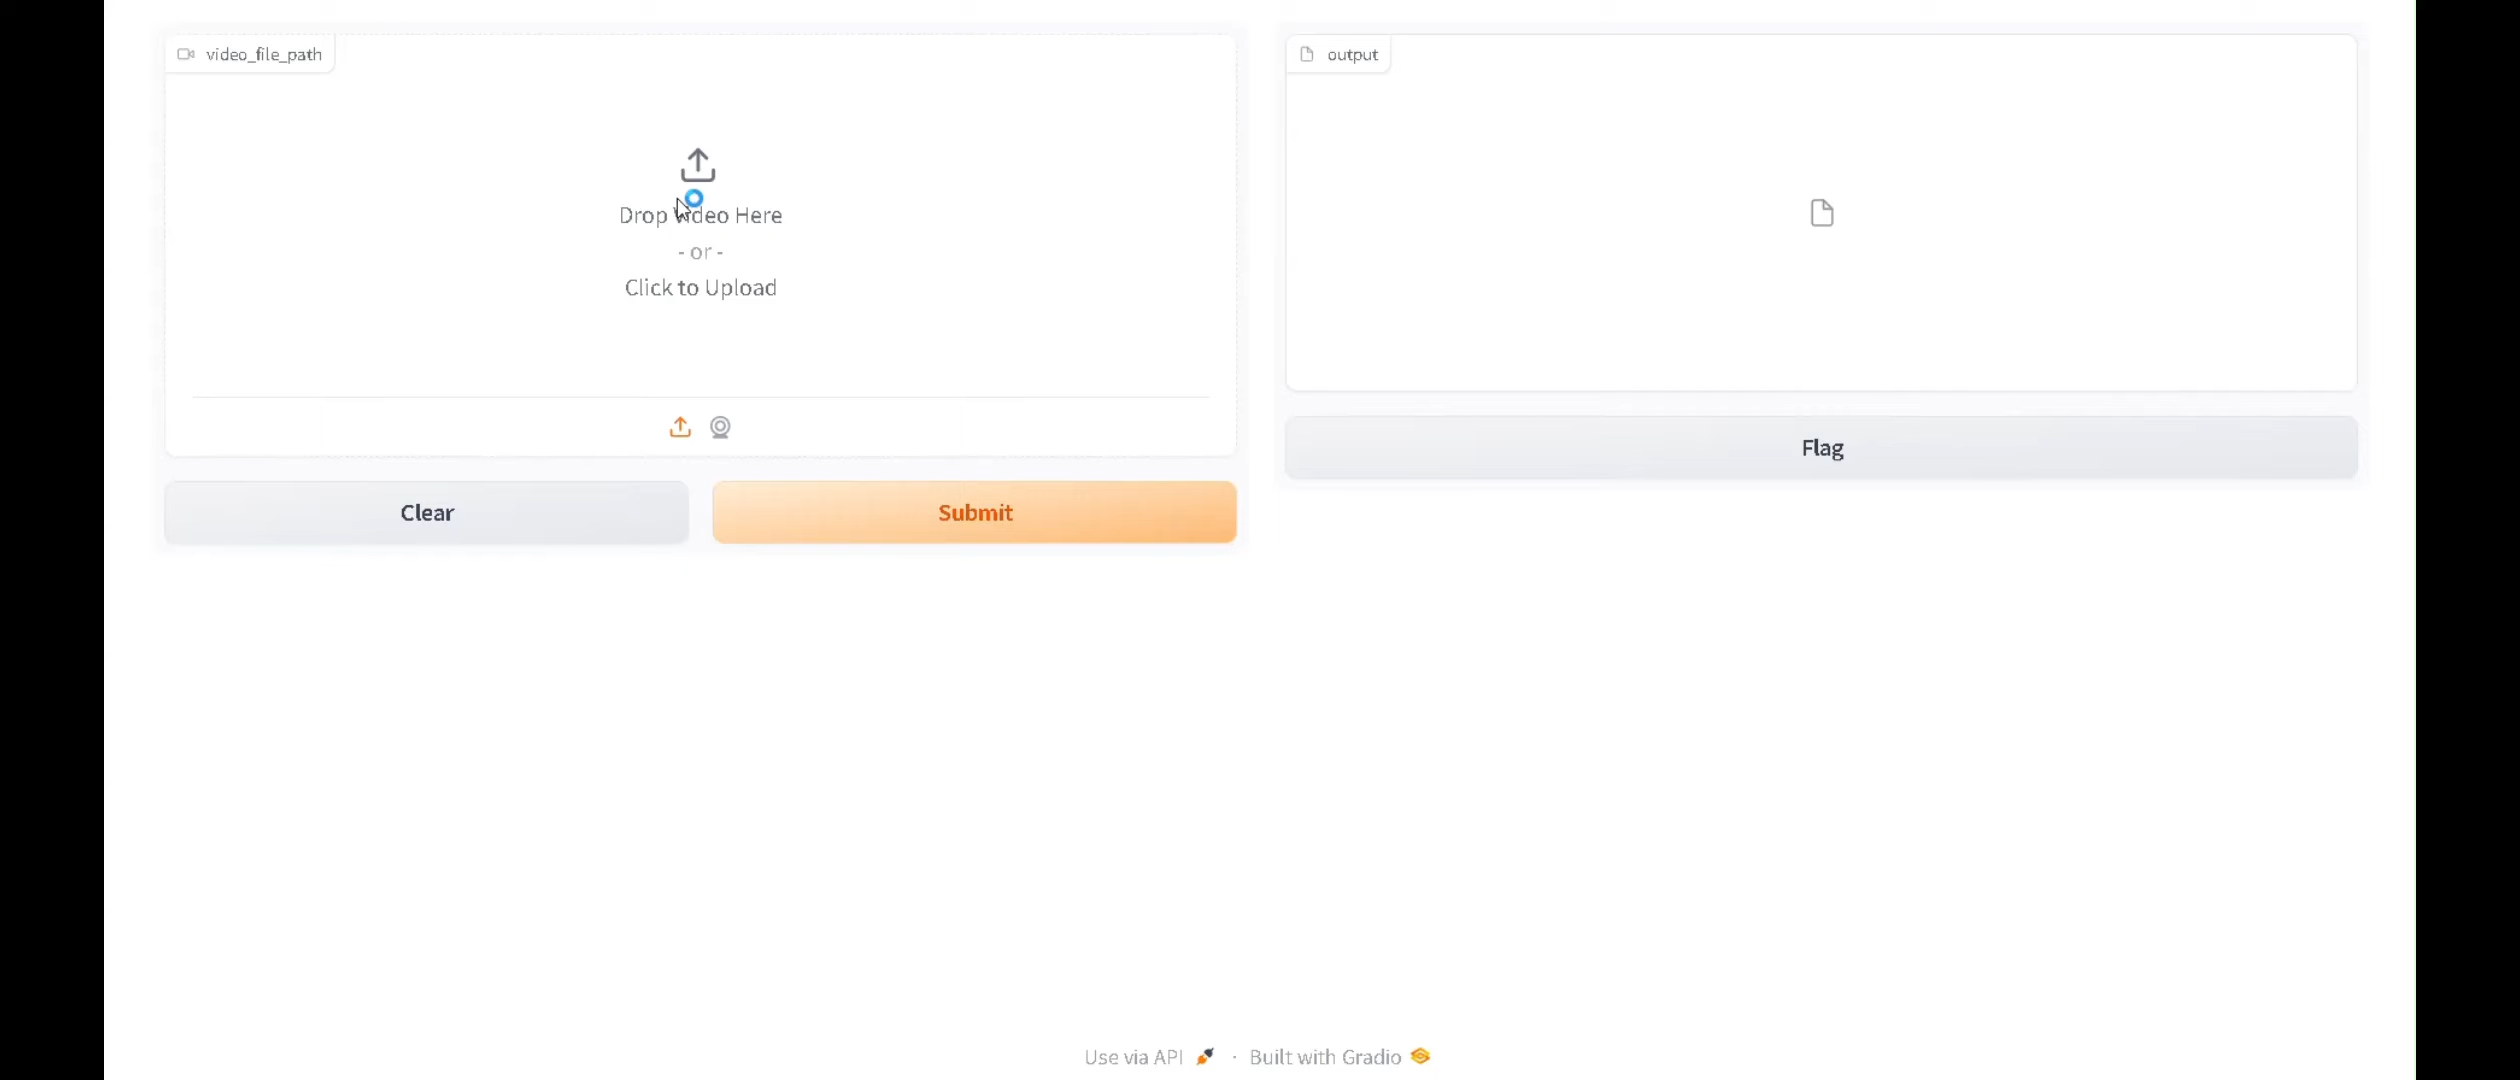 video_file_path
Drop Video Here
- or -
Click to Upload
Clear
Submit
output
Flag
Use via API · Built with Gradio